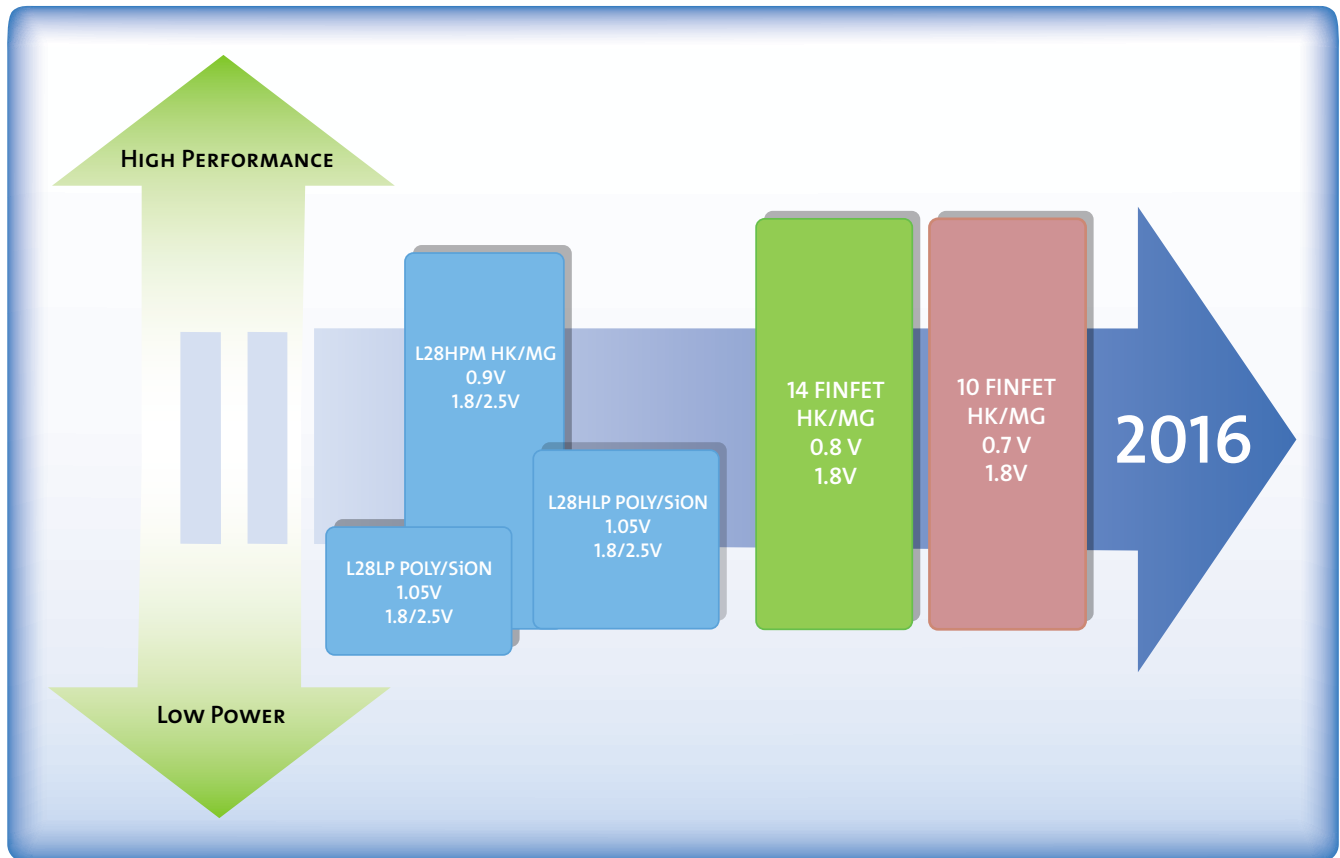 HIGH PERFORMANCE
L28HPM HK/MG
0.9V
1.8/2.5V
L28HLP POLY/SiON
1.05V
1.8/2.5V
L28LP POLY/SiON
1.05V
1.8/2.5V
14 FINFET
HK/MG
0.8 V
1.8V
10 FINFET
HK/MG
0.7 V
1.8V
2016
LOW POWER